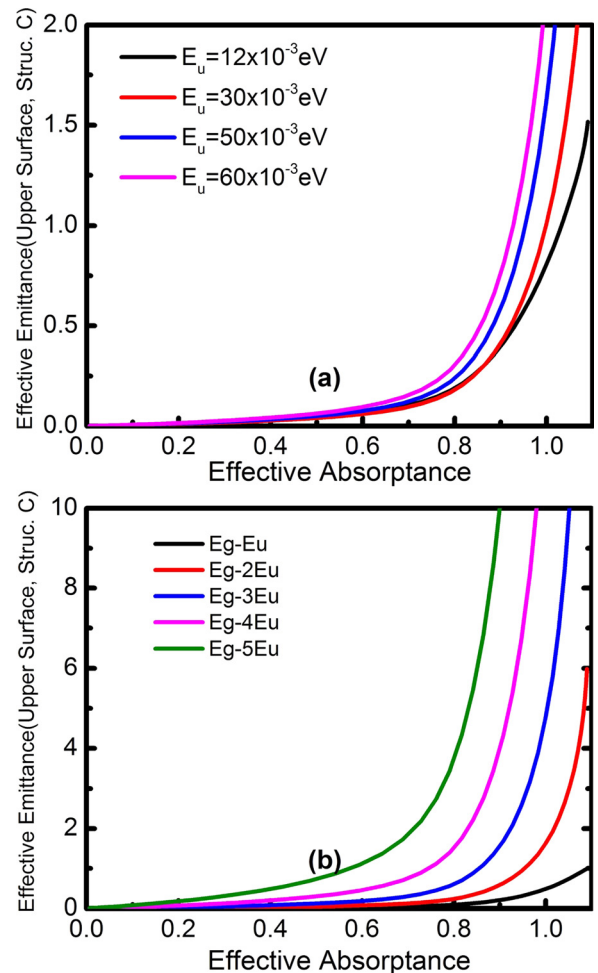 Effective Emittance(Upper Surface, Struc. C)
2.0
1.5
1.0
0.5
0.0
E_u=12x10^-3eV
E_u=30x10^-3eV
E_u=50x10^-3eV
E_u=60x10^-3eV
(a)
0.0 0.2 0.4 0.6 0.8 1.0
Effective Absorptance
Effective Emittance(Upper Surface, Struc. C)
10
8
6
4
2
0
Eg-Eu
Eg-2Eu
Eg-3Eu
Eg-4Eu
Eg-5Eu
(b)
0.0 0.2 0.4 0.6 0.8 1.0
Effective Absorptance